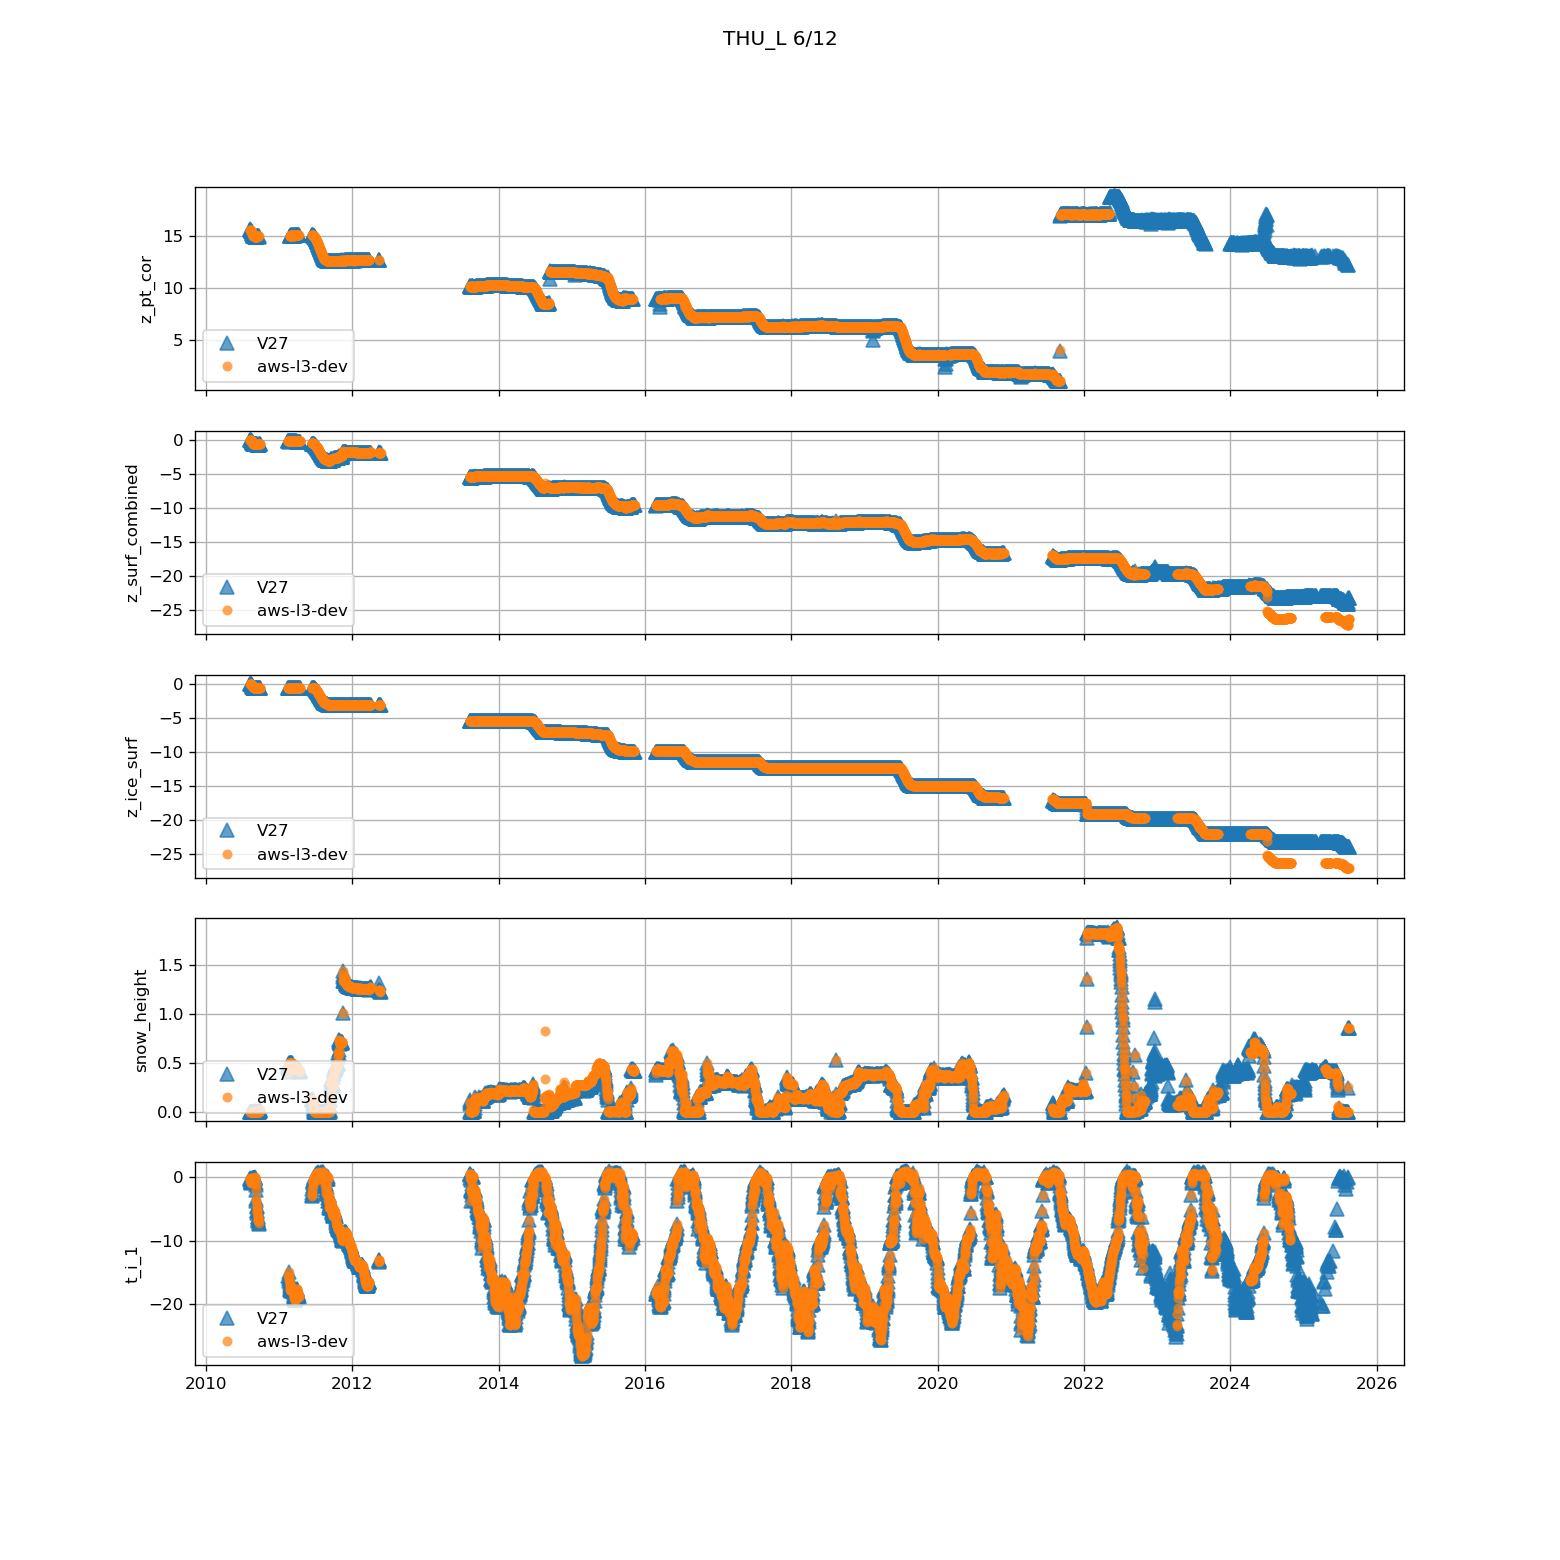 THU_L 6/12
z_pt_cor
15
10
5
V27
aws-l3-dev
z_surf_combined
0
−5
−10
−15
−20
−25
V27
aws-l3-dev
z_ice_surf
0
−5
−10
−15
−20
−25
V27
aws-l3-dev
snow_height
1.5
1.0
0.5
0.0
V27
aws-l3-dev
t_i_1
0
−10
−20
V27
aws-l3-dev
2010 2012 2014 2016 2018 2020 2022 2024 2026